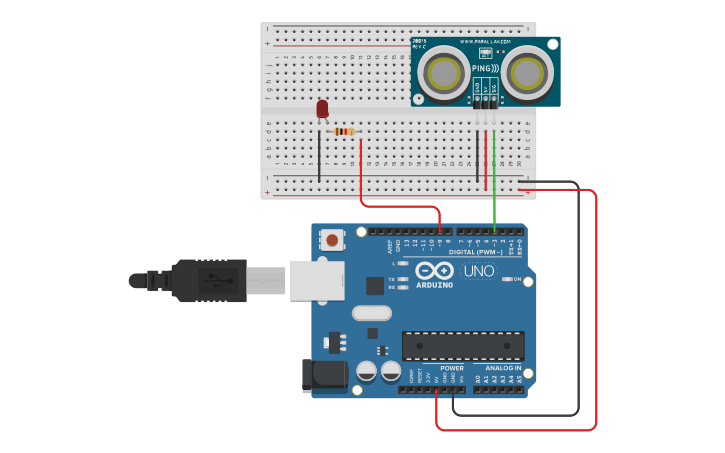 28015
REV C
WWW.PARALLAX.COM
PING)))
GND
5V
SIG
j
i
h
g
f
e
d
c
b
a
AREF
GND
13
12
~11
~10
~9
8
7
~6
~5
4
~3
2
TX→1
RX←0
DIGITAL (PWM~)
L
TX
RX
ARDUINO
UNO
ON
POWER
ANALOG IN
IOREF
RESET
3.3V
5V
GND
GND
Vin
A0
A1
A2
A3
A4
A5